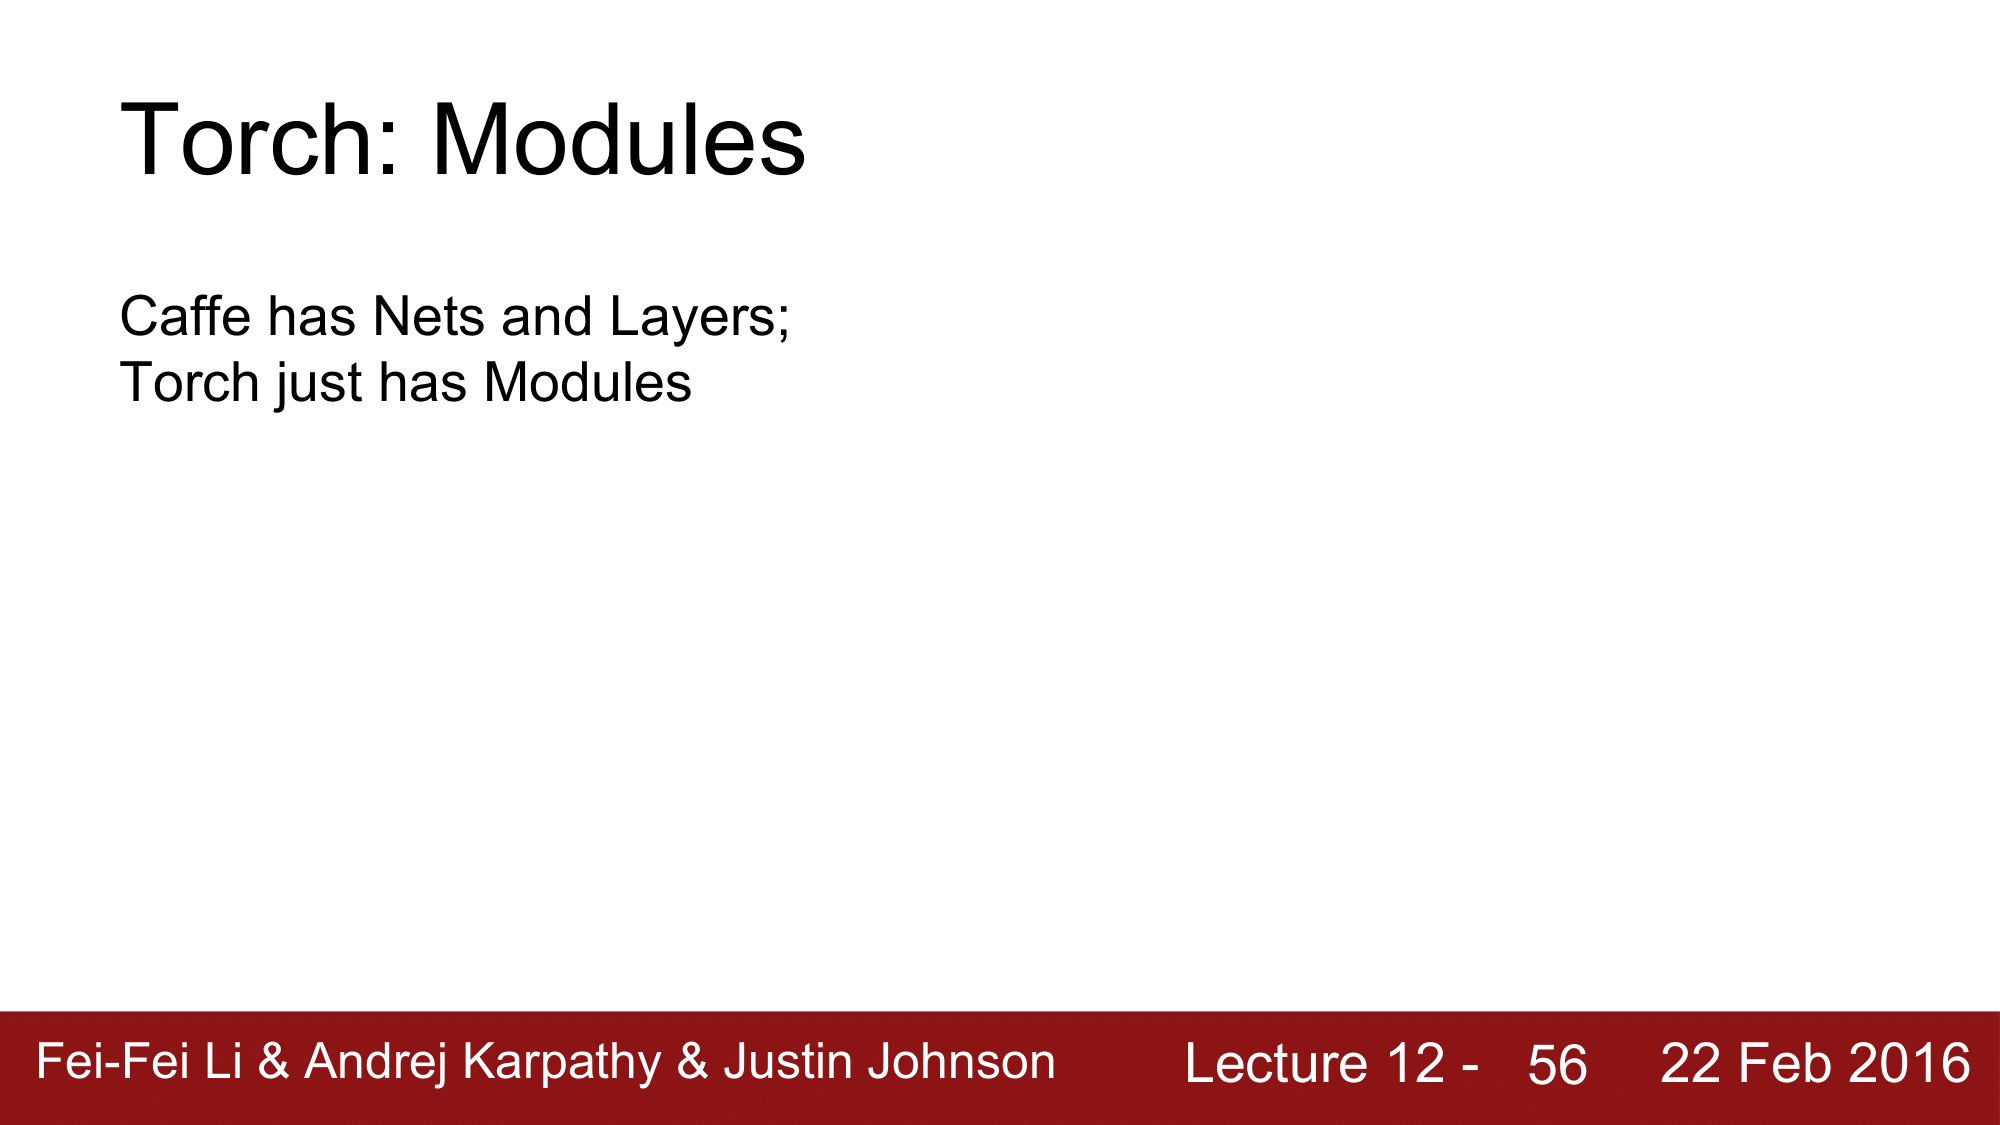 Torch: Modules
Caffe has Nets and Layers;
Torch just has Modules
Fei-Fei Li & Andrej Karpathy & Justin Johnson
Lecture 12 - 56
22 Feb 2016